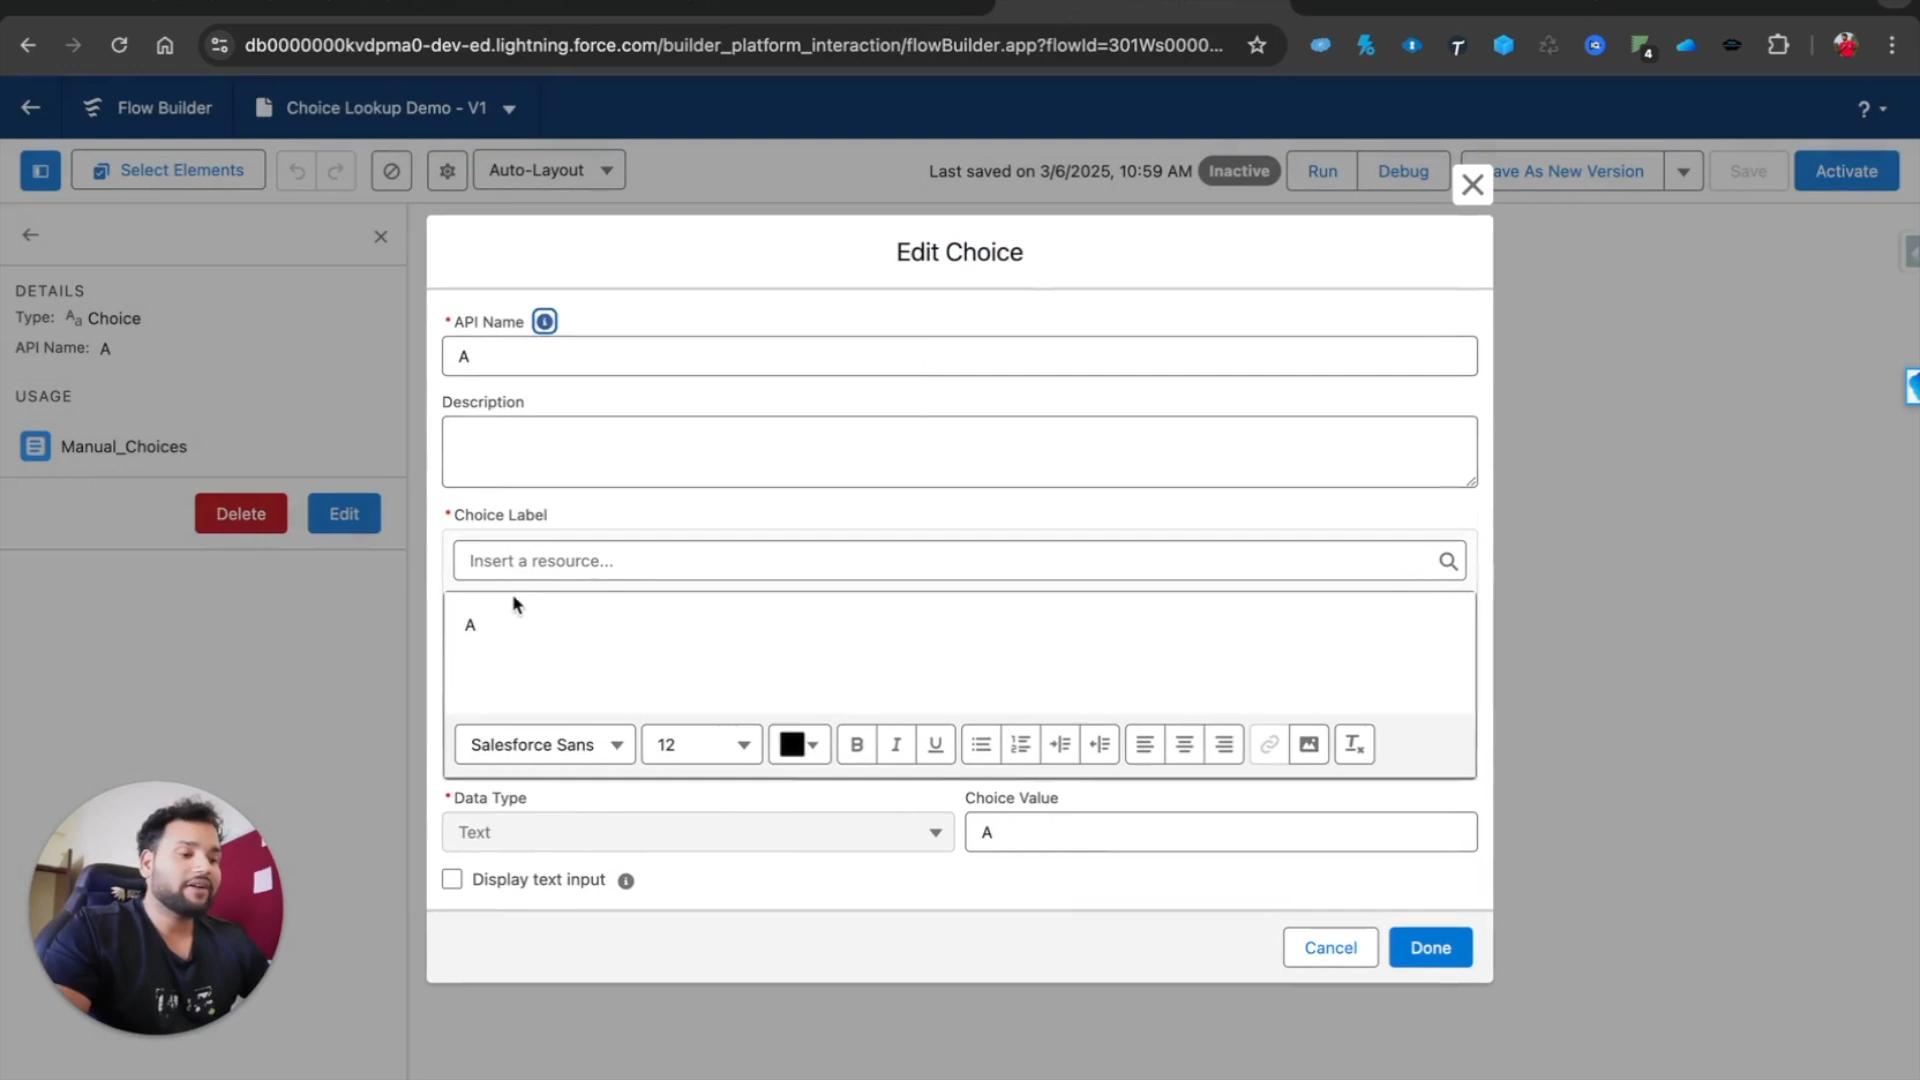 db0000000kvdpma0-dev-ed.lightning.force.com/builder_platform_interaction/flowBuilder.app?flowId=301Ws0000...
4
Flow Builder
Choice Lookup Demo - V1
?
Select Elements
Auto-Layout
Last saved on 3/6/2025, 10:59 AM
Inactive
Run
Debug
ave As New Version
Save
Activate
DETAILS
Type: Aa Choice
API Name: A
USAGE
Manual_Choices
Delete
Edit
Edit Choice
* API Name
A
Description
* Choice Label
Insert a resource...
A
Salesforce Sans
12
B I U
* Data Type
Text
Choice Value
A
Display text input
Cancel
Done